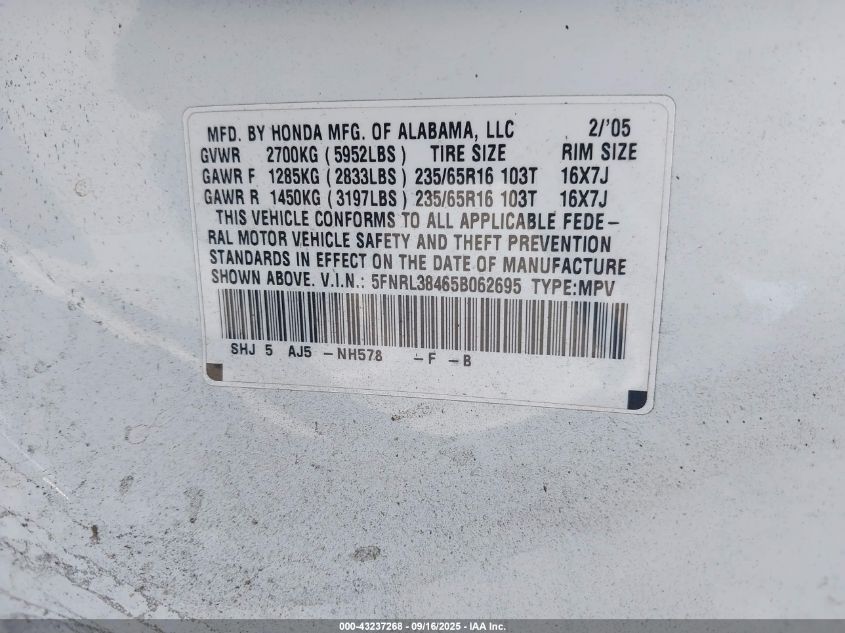 MFD. BY HONDA MFG. OF ALABAMA, LLC 2/'05
GVWR 2700KG (5952LBS) TIRE SIZE RIM SIZE
GAWR F 1285KG (2833LBS) 235/65R16 103T 16X7J
GAWR R 1450KG (3197LBS) 235/65R16 103T 16X7J
THIS VEHICLE CONFORMS TO ALL APPLICABLE FEDE-
RAL MOTOR VEHICLE SAFETY AND THEFT PREVENTION
STANDARDS IN EFFECT ON THE DATE OF MANUFACTURE
SHOWN ABOVE. V.I.N.: 5FNRL38465B062695 TYPE:MPV
SHJ 5 AJ5 -NH578 -F -B
000-43237268 - 09/16/2025 - IAA Inc.